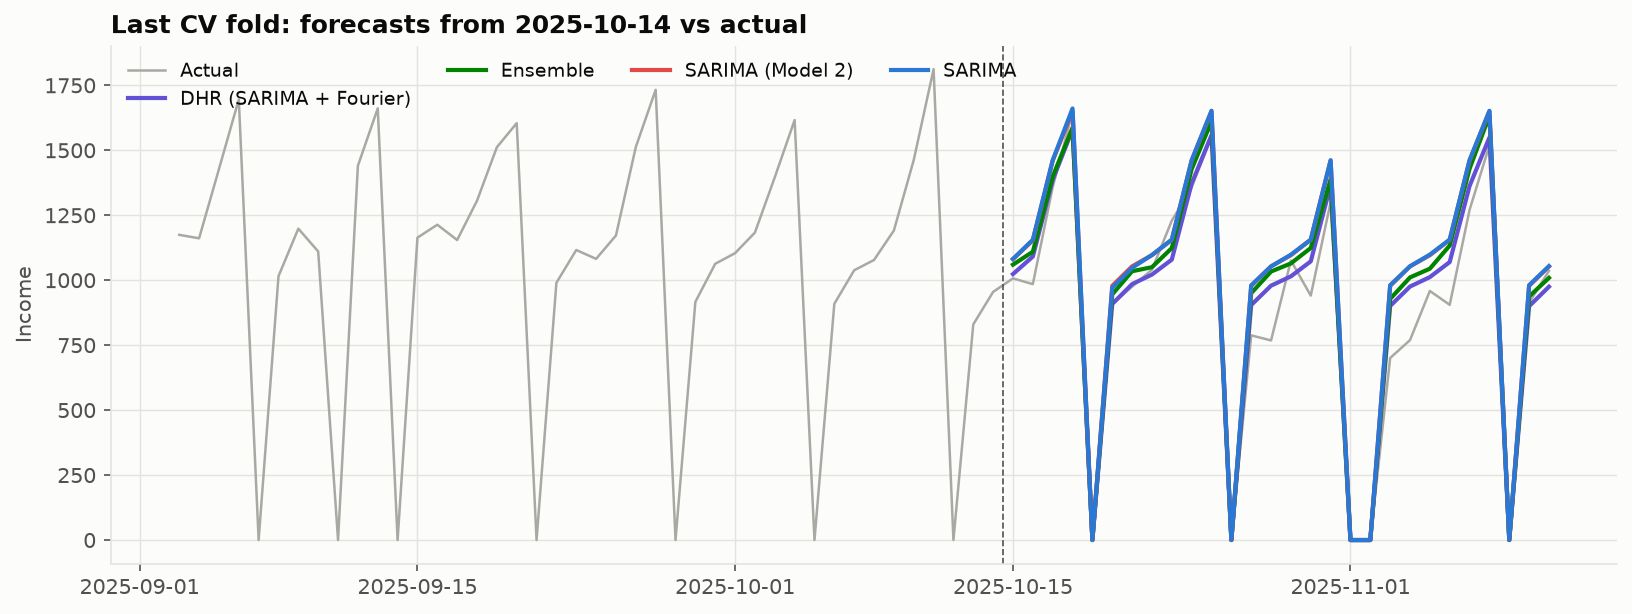 Last CV fold: forecasts from 2025-10-14 vs actual
Actual
DHR (SARIMA + Fourier)
Ensemble
SARIMA (Model 2)
SARIMA
Income
1750
1500
1250
1000
750
500
250
0
2025-09-01
2025-09-15
2025-10-01
2025-10-15
2025-11-01